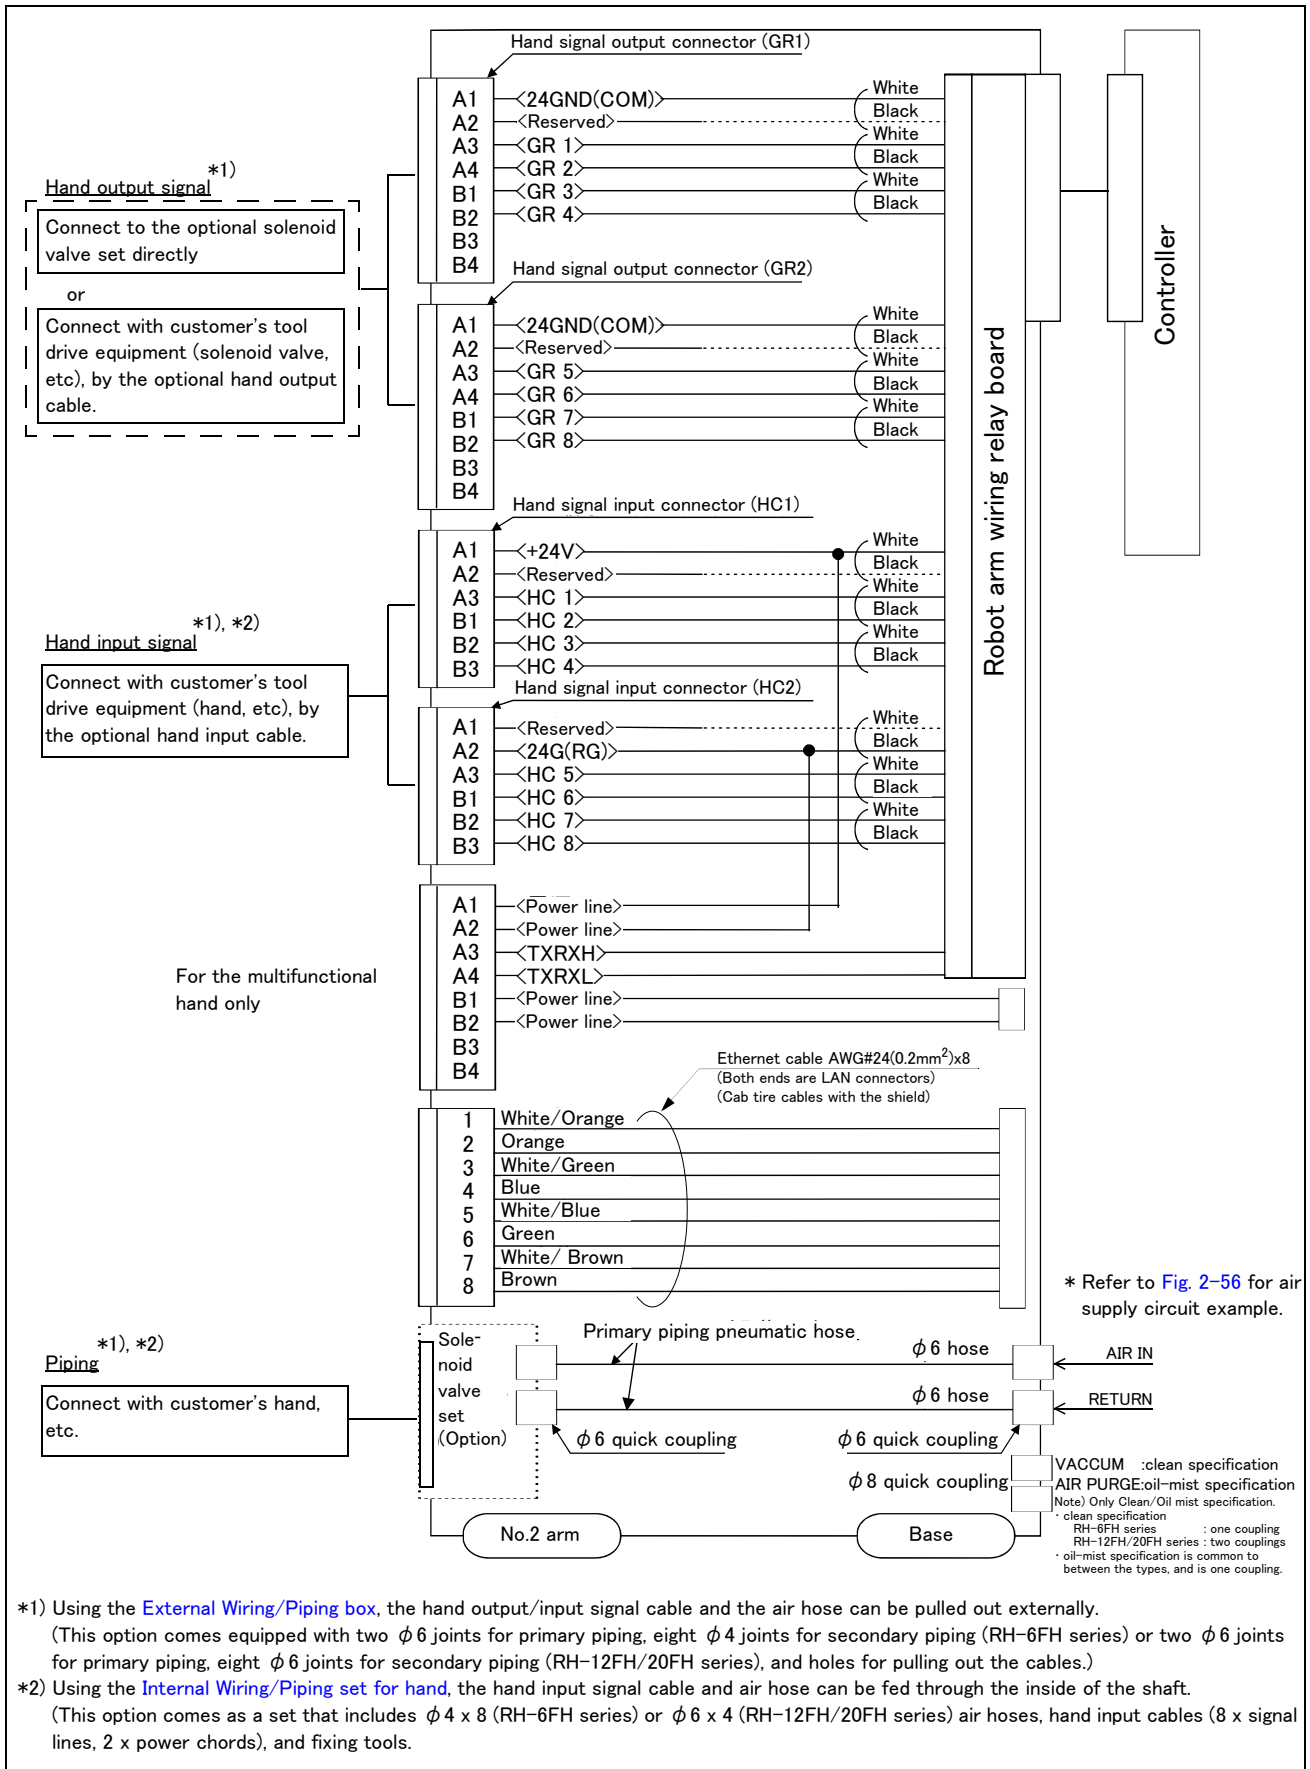 Hand signal output connector (GR1)
A1 <24GND(COM)> White
A2 <Reserved> Black
A3 <GR 1> White
A4 <GR 2> Black
B1 <GR 3> White
B2 <GR 4> Black
B3
B4
*1)
Hand output signal
Connect to the optional solenoid
valve set directly
or
Connect with customer's tool
drive equipment (solenoid valve,
etc), by the optional hand output
cable.
Hand signal output connector (GR2)
A1 <24GND(COM)> White
A2 <Reserved> Black
A3 <GR 5> White
A4 <GR 6> Black
B1 <GR 7> White
B2 <GR 8> Black
B3
B4
Robot arm wiring relay board
Controller
Hand signal input connector (HC1)
A1 <+24V> White
A2 <Reserved> Black
A3 <HC 1> White
B1 <HC 2> Black
B2 <HC 3> White
B3 <HC 4> Black
*1), *2)
Hand input signal
Connect with customer's tool
drive equipment (hand, etc), by
the optional hand input cable.
Hand signal input connector (HC2)
A1 <Reserved> White
A2 <24G(RG)> Black
A3 <HC 5> White
B1 <HC 6> Black
B2 <HC 7> White
B3 <HC 8> Black
For the multifunctional
hand only
A1 <Power line>
A2 <Power line>
A3 <TXRXH>
A4 <TXRXL>
B1 <Power line>
B2 <Power line>
B3
B4
Ethernet cable AWG#24(0.2mm²)x8
(Both ends are LAN connectors)
(Cab tire cables with the shield)
1 White/Orange
2 Orange
3 White/Green
4 Blue
5 White/Blue
6 Green
7 White/ Brown
8 Brown
* Refer to Fig. 2-56 for air
supply circuit example.
*1), *2)
Piping
Connect with customer's hand,
etc.
Sole-
noid
valve
set
(Option)
Primary piping pneumatic hose
φ6 hose
AIR IN
φ6 hose
RETURN
φ6 quick coupling
φ6 quick coupling
φ8 quick coupling
VACCUM :clean specification
AIR PURGE:oil-mist specification
Note) Only Clean/Oil mist specification.
・clean specification
RH-6FH series : one coupling
RH-12FH/20FH series : two couplings
・oil-mist specification is common to
between the types, and is one coupling.
No.2 arm
Base
*1) Using the External Wiring/Piping box, the hand output/input signal cable and the air hose can be pulled out externally.
(This option comes equipped with two φ6 joints for primary piping, eight φ4 joints for secondary piping (RH-6FH series) or two φ6 joints
for primary piping, eight φ6 joints for secondary piping (RH-12FH/20FH series), and holes for pulling out the cables.)
*2) Using the Internal Wiring/Piping set for hand, the hand input signal cable and air hose can be fed through the inside of the shaft.
(This option comes as a set that includes φ4 x 8 (RH-6FH series) or φ6 x 4 (RH-12FH/20FH series) air hoses, hand input cables (8 x signal
lines, 2 x power chords), and fixing tools.